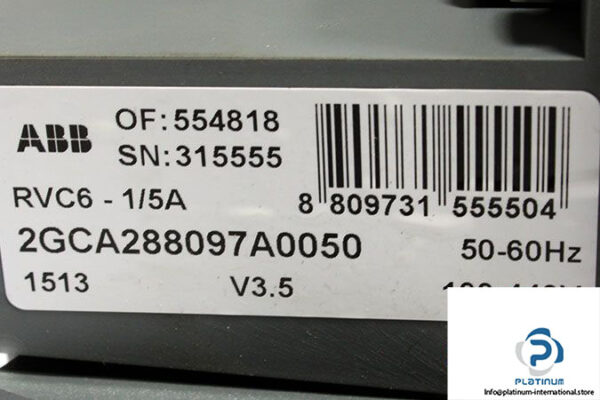 ABB
OF: 554818
SN: 315555
RVC6 - 1/5A
8 809731 555504
2GCA288097A0050
50-60Hz
1513
V3.5
PLATINUM
Info@platinum-international.store